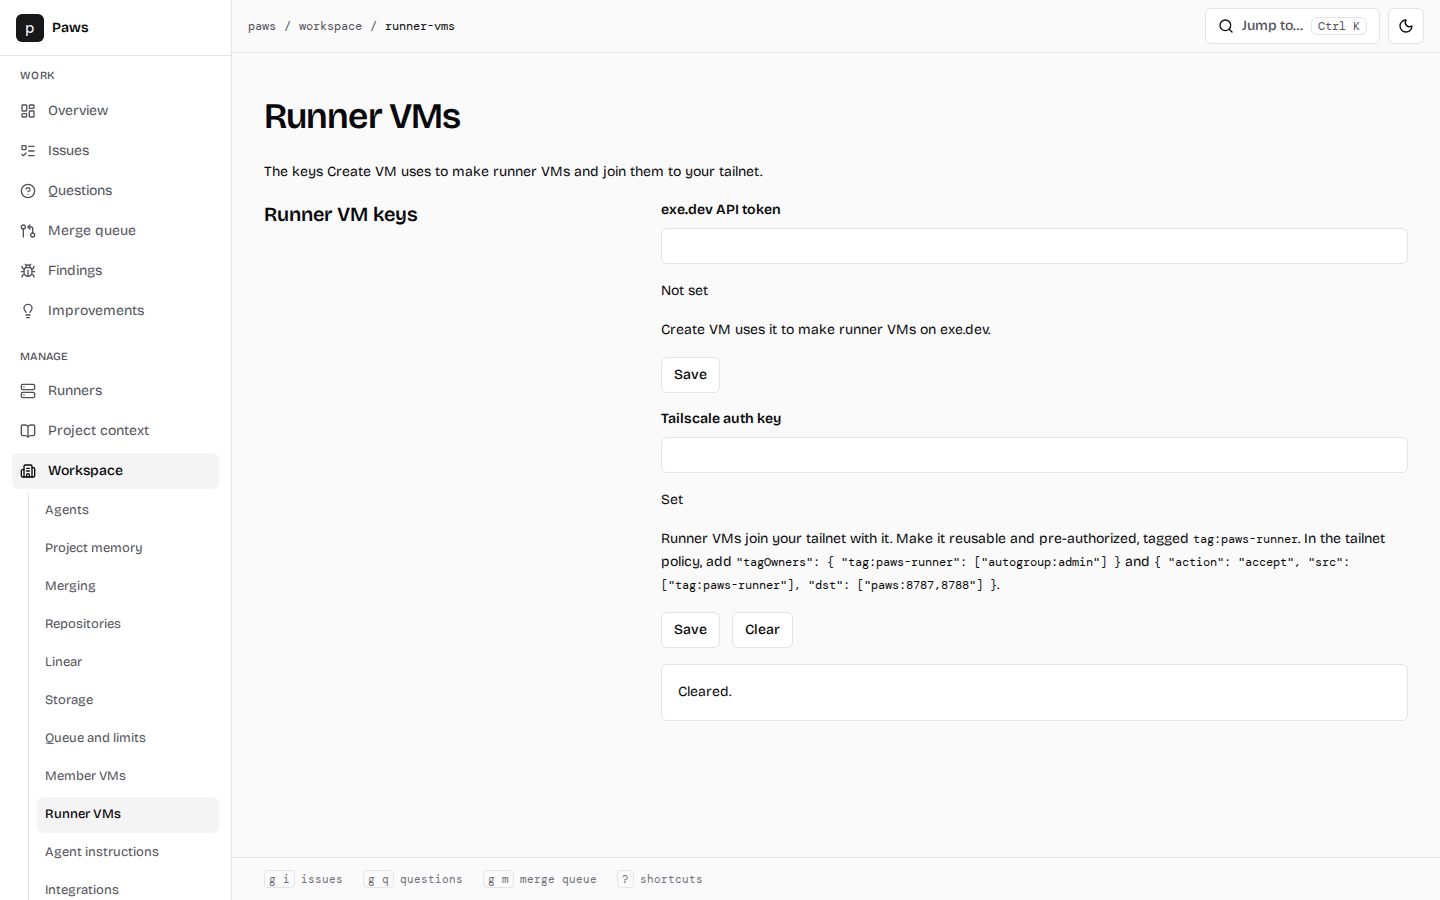 p Paws
paws / workspace / runner-vms
Jump to... Ctrl K
WORK
Overview
Issues
Questions
Merge queue
Findings
Improvements
MANAGE
Runners
Project context
Workspace
Agents
Project memory
Merging
Repositories
Linear
Storage
Queue and limits
Member VMs
Runner VMs
Agent instructions
Integrations
Runner VMs
The keys Create VM uses to make runner VMs and join them to your tailnet.
Runner VM keys
exe.dev API token
Not set
Create VM uses it to make runner VMs on exe.dev.
Save
Tailscale auth key
Set
Runner VMs join your tailnet with it. Make it reusable and pre-authorized, tagged tag:paws-runner. In the tailnet
policy, add "tagOwners": { "tag:paws-runner": ["autogroup:admin"] } and { "action": "accept", "src":
["tag:paws-runner"], "dst": ["paws:8787,8788"] }.
Save Clear
Cleared.
g i issues g q questions g m merge queue ? shortcuts